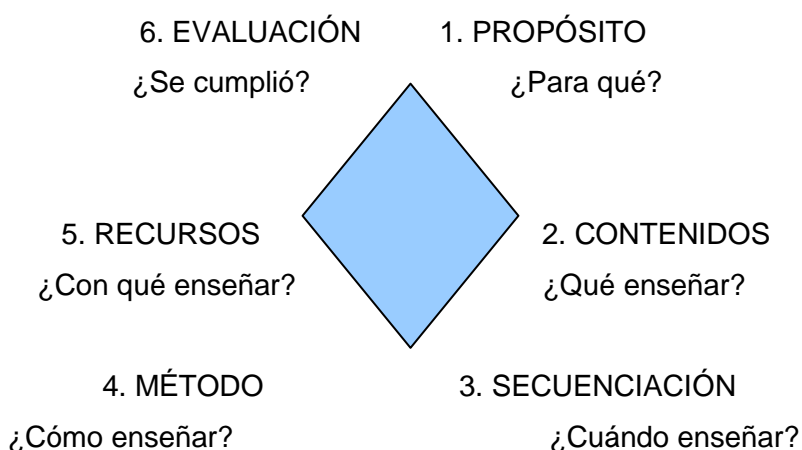 6. EVALUACIÓN
¿Se cumplió?
1. PROPÓSITO
¿Para qué?
5. RECURSOS
¿Con qué enseñar?
2. CONTENIDOS
¿Qué enseñar?
4. MÉTODO
¿Cómo enseñar?
3. SECUENCIACIÓN
¿Cuándo enseñar?